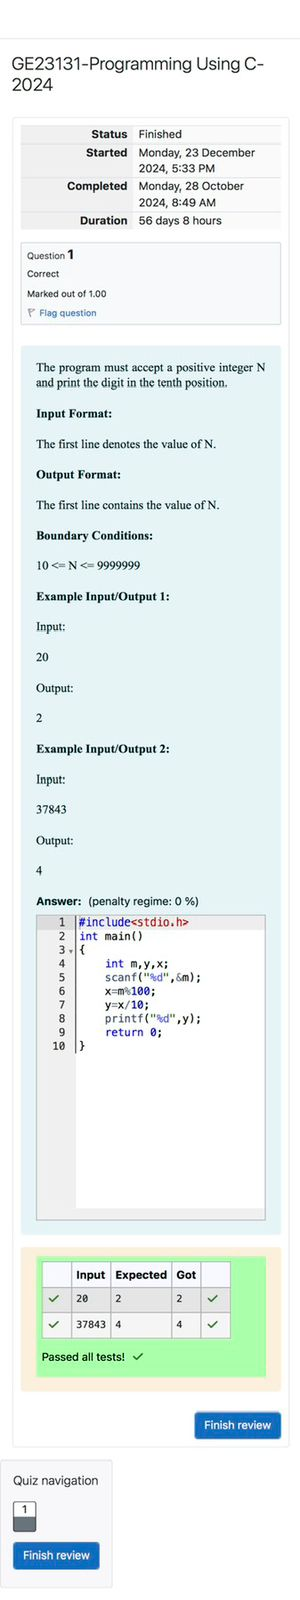 GE23131-Programming Using C-
2024
Status Finished
Started Monday, 23 December
2024, 5:33 PM
Completed Monday, 28 October
2024, 8:49 AM
Duration 56 days 8 hours
Question 1
Correct
Marked out of 1.00
Flag question
The program must accept a positive integer N
and print the digit in the tenth position.
Input Format:
The first line denotes the value of N.
Output Format:
The first line contains the value of N.
Boundary Conditions:
10 <= N <= 9999999
Example Input/Output 1:
Input:
20
Output:
2
Example Input/Output 2:
Input:
37843
Output:
4
Answer: (penalty regime: 0 %)
1 #include<stdio.h>
2 int main()
3 {
4 int m,y,x;
5 scanf("%d",&m);
6 x=m%100;
7 y=x/10;
8 printf("%d",y);
9 return 0;
10 }
Input Expected Got
20 2 2
37843 4 4
Passed all tests!
Finish review
Quiz navigation
1
Finish review